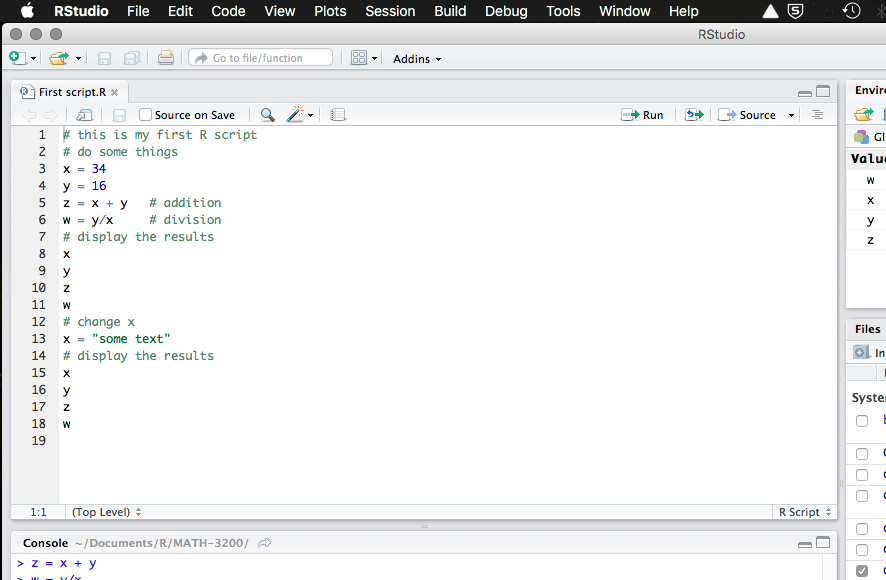 RStudio File Edit Code View Plots Session Build Debug Tools Window Help
RStudio
Go to file/function Addins
First script.R
Source on Save Run Source
1 # this is my first R script
2 # do some things
3 x = 34
4 y = 16
5 z = x + y # addition
6 w = y/x # division
7 # display the results
8 x
9 y
10 z
11 w
12 # change x
13 x = "some text"
14 # display the results
15 x
16 y
17 z
18 w
19
1:1 (Top Level) R Script
Console ~/Documents/R/MATH-3200/
> z = x + y
> w = y/x
Enviro
Gl
Value
w
x
y
z
Files
In
Syste